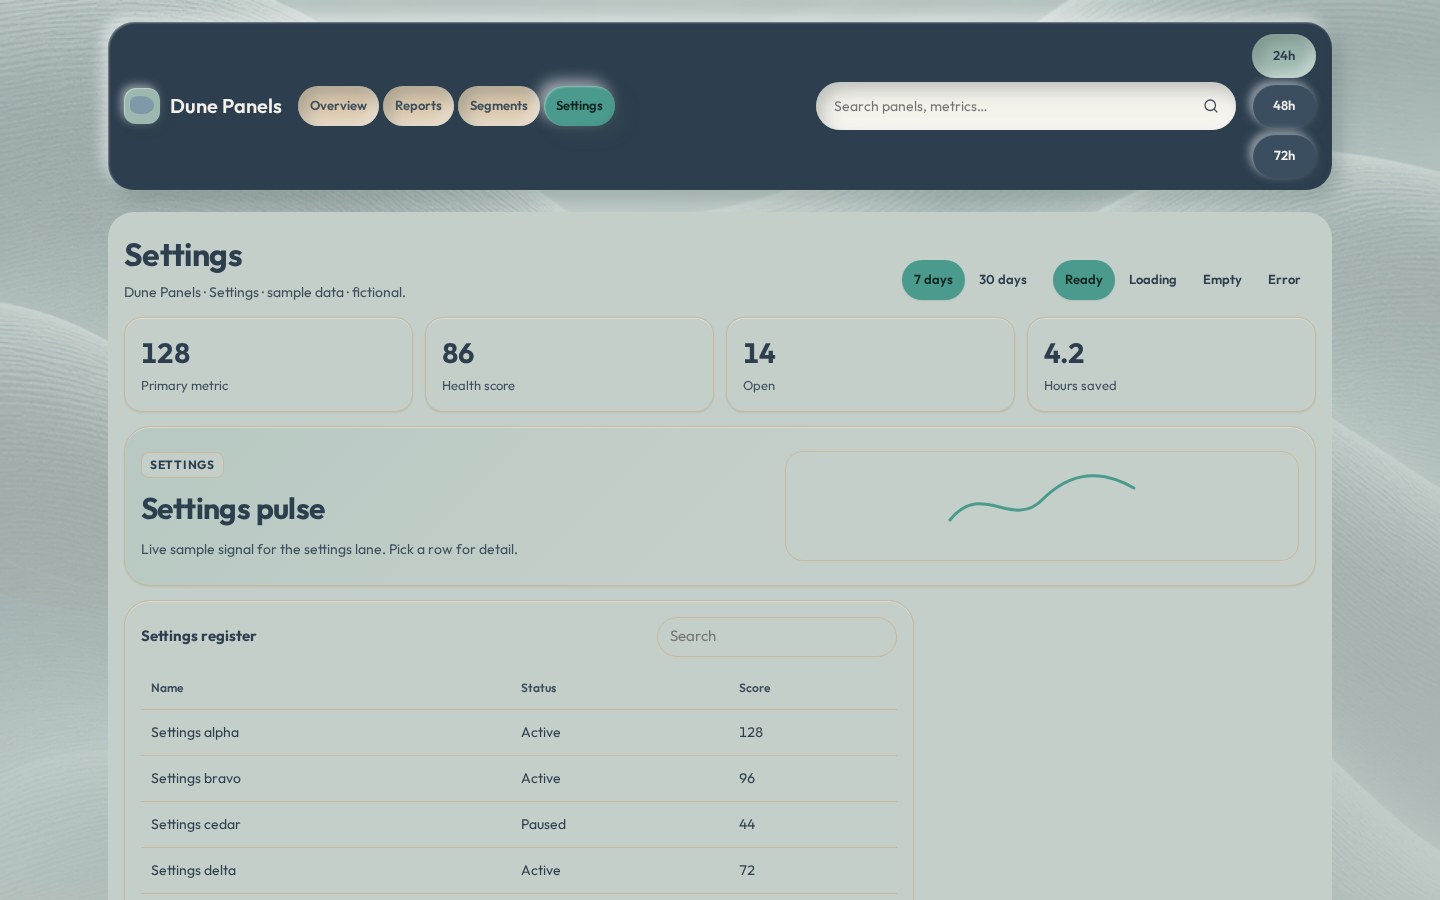 Dune Panels
Overview
Reports
Segments
Settings
Search panels, metrics…
24h
48h
72h
Settings
Dune Panels · Settings · sample data · fictional.
7 days
30 days
Ready
Loading
Empty
Error
128
Primary metric
86
Health score
14
Open
4.2
Hours saved
SETTINGS
Settings pulse
Live sample signal for the settings lane. Pick a row for detail.
Settings register
Search
Name Status Score
Settings alpha Active 128
Settings bravo Active 96
Settings cedar Paused 44
Settings delta Active 72